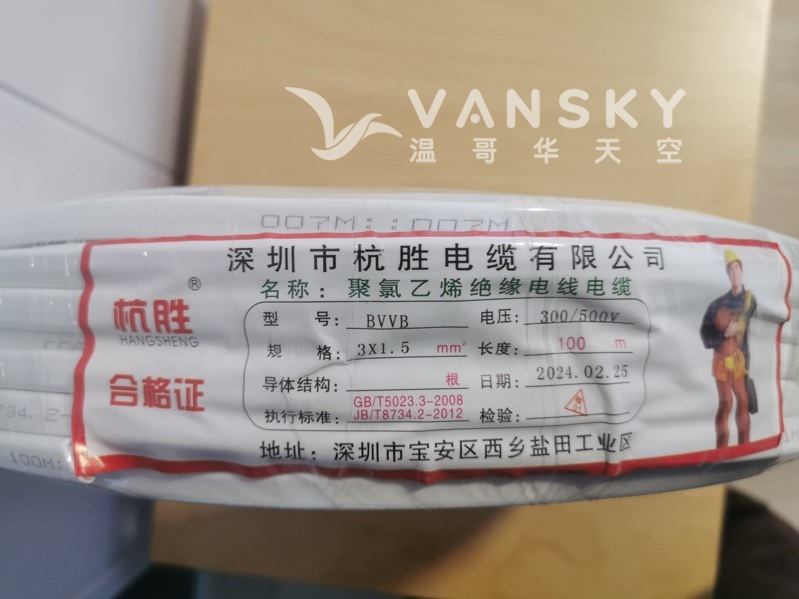 VANSKY
温哥华天空
007M: :007M
深圳市杭胜电缆有限公司
名称：聚氯乙烯绝缘电线电缆
杭胜®
HANGSHENG
合格证
型 号: BVVB 电压: 300/500V
规 格: 3X1.5 mm² 长度: 100 m
导体结构: 根 日期: 2024.02.25
执行标准: GB/T5023.3-2008
JB/T8734.2-2012 检验:
地址: 深圳市宝安区西乡盐田工业区
8734.2-
100M: